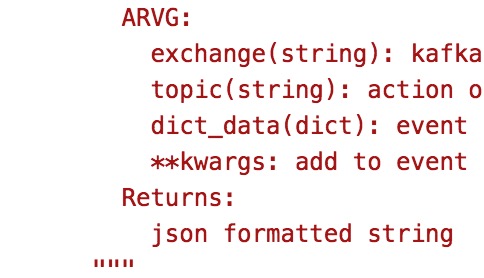 ARVG:
exchange(string): kafka
topic(string): action o
dict_data(dict): event
**kwargs: add to event
Returns:
json formatted string
"""